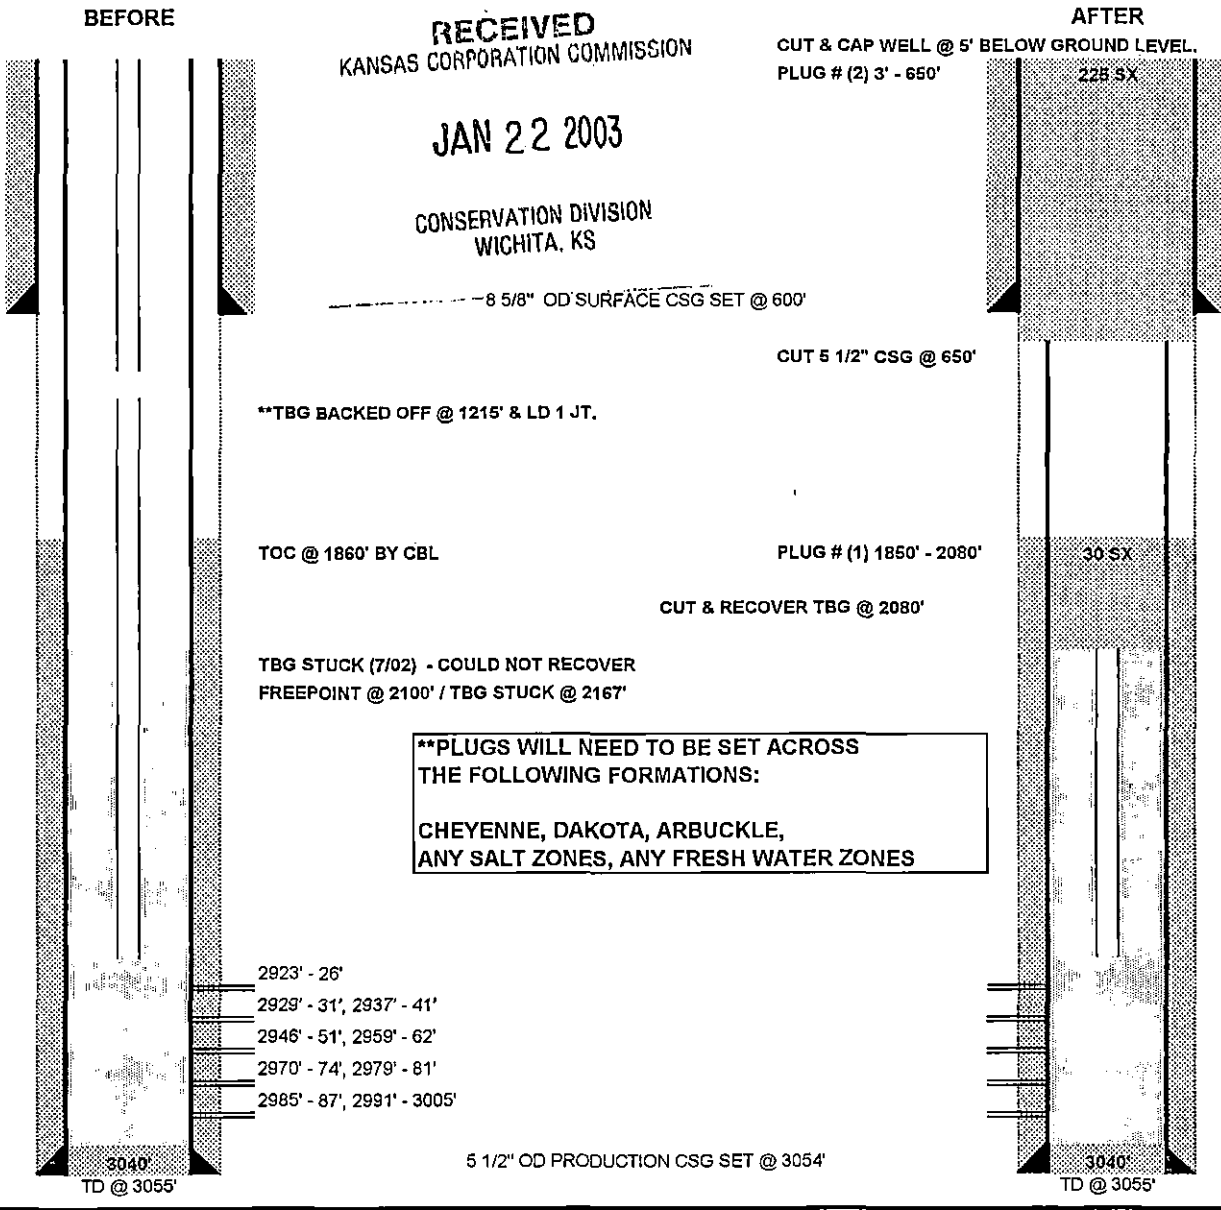 BEFORE
RECEIVED
KANSAS CORPORATION COMMISSION
JAN 22 2003
CONSERVATION DIVISION
WICHITA, KS
AFTER
CUT & CAP WELL @ 5' BELOW GROUND LEVEL.
PLUG # (2) 3' - 650'
225 SX
8 5/8" OD SURFACE CSG SET @ 600'
CUT 5 1/2" CSG @ 650'
**TBG BACKED OFF @ 1215' & LD 1 JT.
TOC @ 1860' BY CBL
PLUG # (1) 1850' - 2080'
30 SX
CUT & RECOVER TBG @ 2080'
TBG STUCK (7/02) - COULD NOT RECOVER
FREEPOINT @ 2100' / TBG STUCK @ 2167'
**PLUGS WILL NEED TO BE SET ACROSS
THE FOLLOWING FORMATIONS:
CHEYENNE, DAKOTA, ARBUCKLE,
ANY SALT ZONES, ANY FRESH WATER ZONES
2923' - 26'
2929' - 31', 2937' - 41'
2946' - 51', 2959' - 62'
2970' - 74', 2979' - 81'
2985' - 87', 2991' - 3005'
3040'
TD @ 3055'
5 1/2" OD PRODUCTION CSG SET @ 3054'
3040'
TD @ 3055'